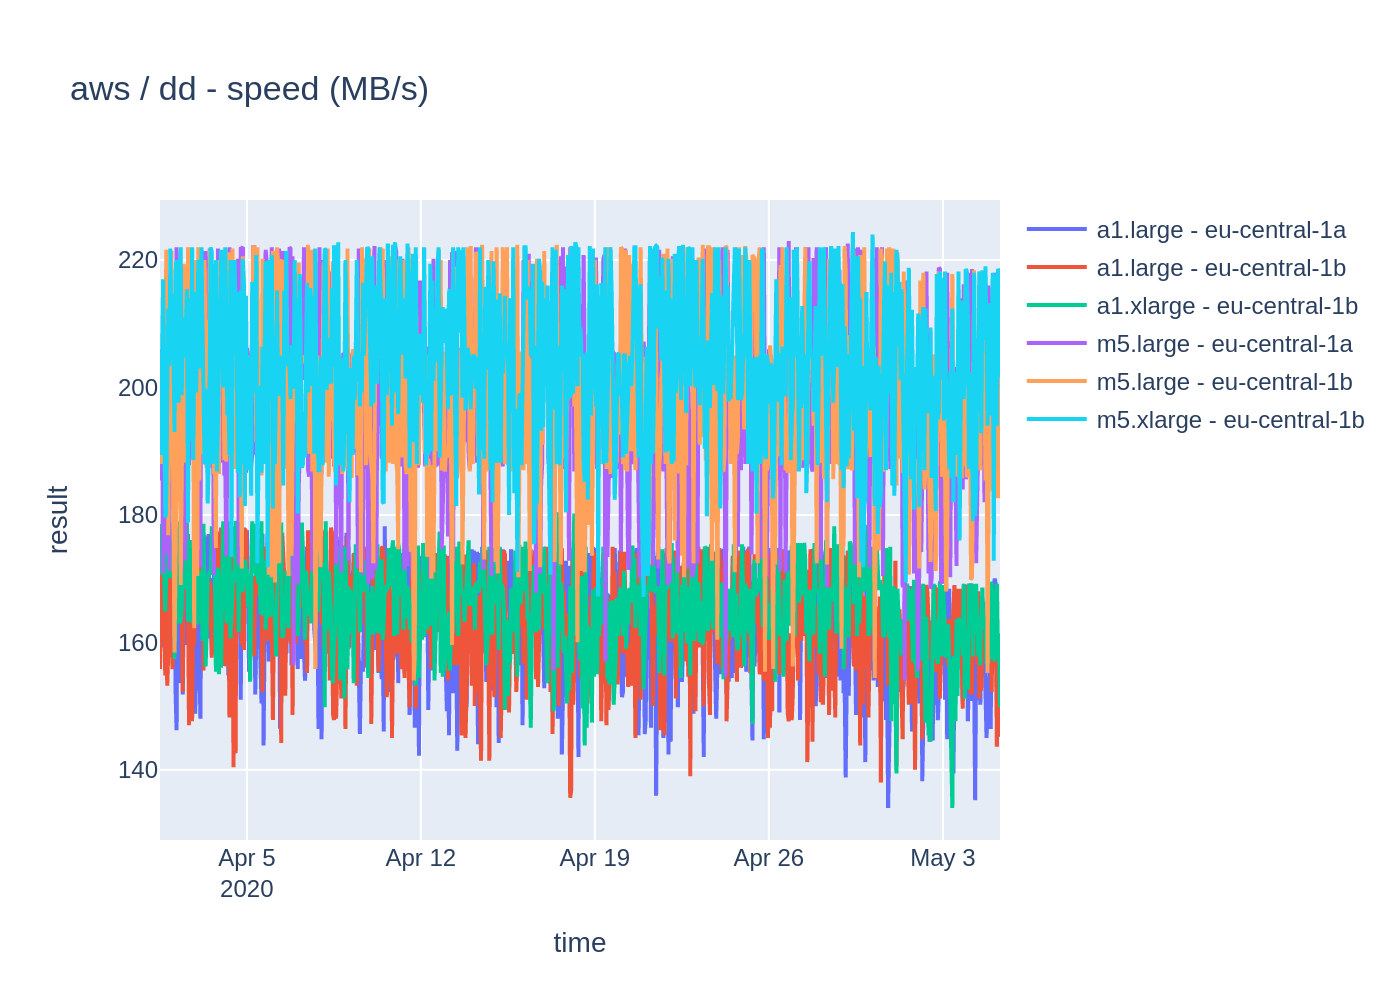 aws / dd - speed (MB/s)
220
200
180
160
140
result
Apr 5
2020
Apr 12
Apr 19
Apr 26
May 3
time
a1.large - eu-central-1a
a1.large - eu-central-1b
a1.xlarge - eu-central-1b
m5.large - eu-central-1a
m5.large - eu-central-1b
m5.xlarge - eu-central-1b